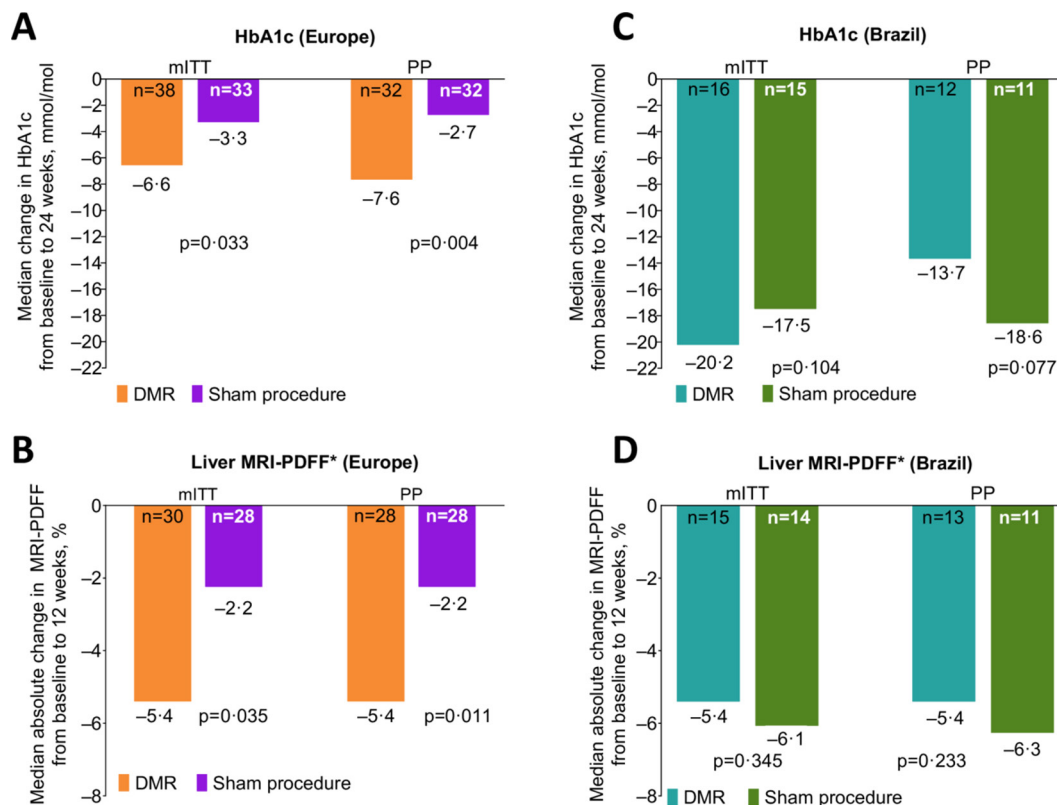 A
HbA1c (Europe)
mITT
PP
Median change in HbA1c
from baseline to 24 weeks, mmol/mol
0
–2
–4
–6
–8
–10
–12
–14
–16
–18
–20
–22
n=38
n=33
n=32
n=32
–3·3
–2·7
–6·6
–7·6
p=0·033
p=0·004
DMR
Sham procedure
C
HbA1c (Brazil)
mITT
PP
Median change in HbA1c
from baseline to 24 weeks, mmol/mol
0
–2
–4
–6
–8
–10
–12
–14
–16
–18
–20
–22
n=16
n=15
n=12
n=11
–13·7
–17·5
–18·6
–20·2
p=0·104
p=0·077
DMR
Sham procedure
B
Liver MRI-PDFF* (Europe)
mITT
PP
Median absolute change in MRI-PDFF
from baseline to 12 weeks, %
0
–2
–4
–6
–8
n=30
n=28
n=28
n=28
–2·2
–2·2
–5·4
p=0·035
–5·4
p=0·011
DMR
Sham procedure
D
Liver MRI-PDFF* (Brazil)
mITT
PP
Median absolute change in MRI-PDFF
from baseline to 12 weeks, %
0
–2
–4
–6
–8
n=15
n=14
n=13
n=11
–5·4
–6·1
–5·4
–6·3
p=0·345
p=0·233
DMR
Sham procedure